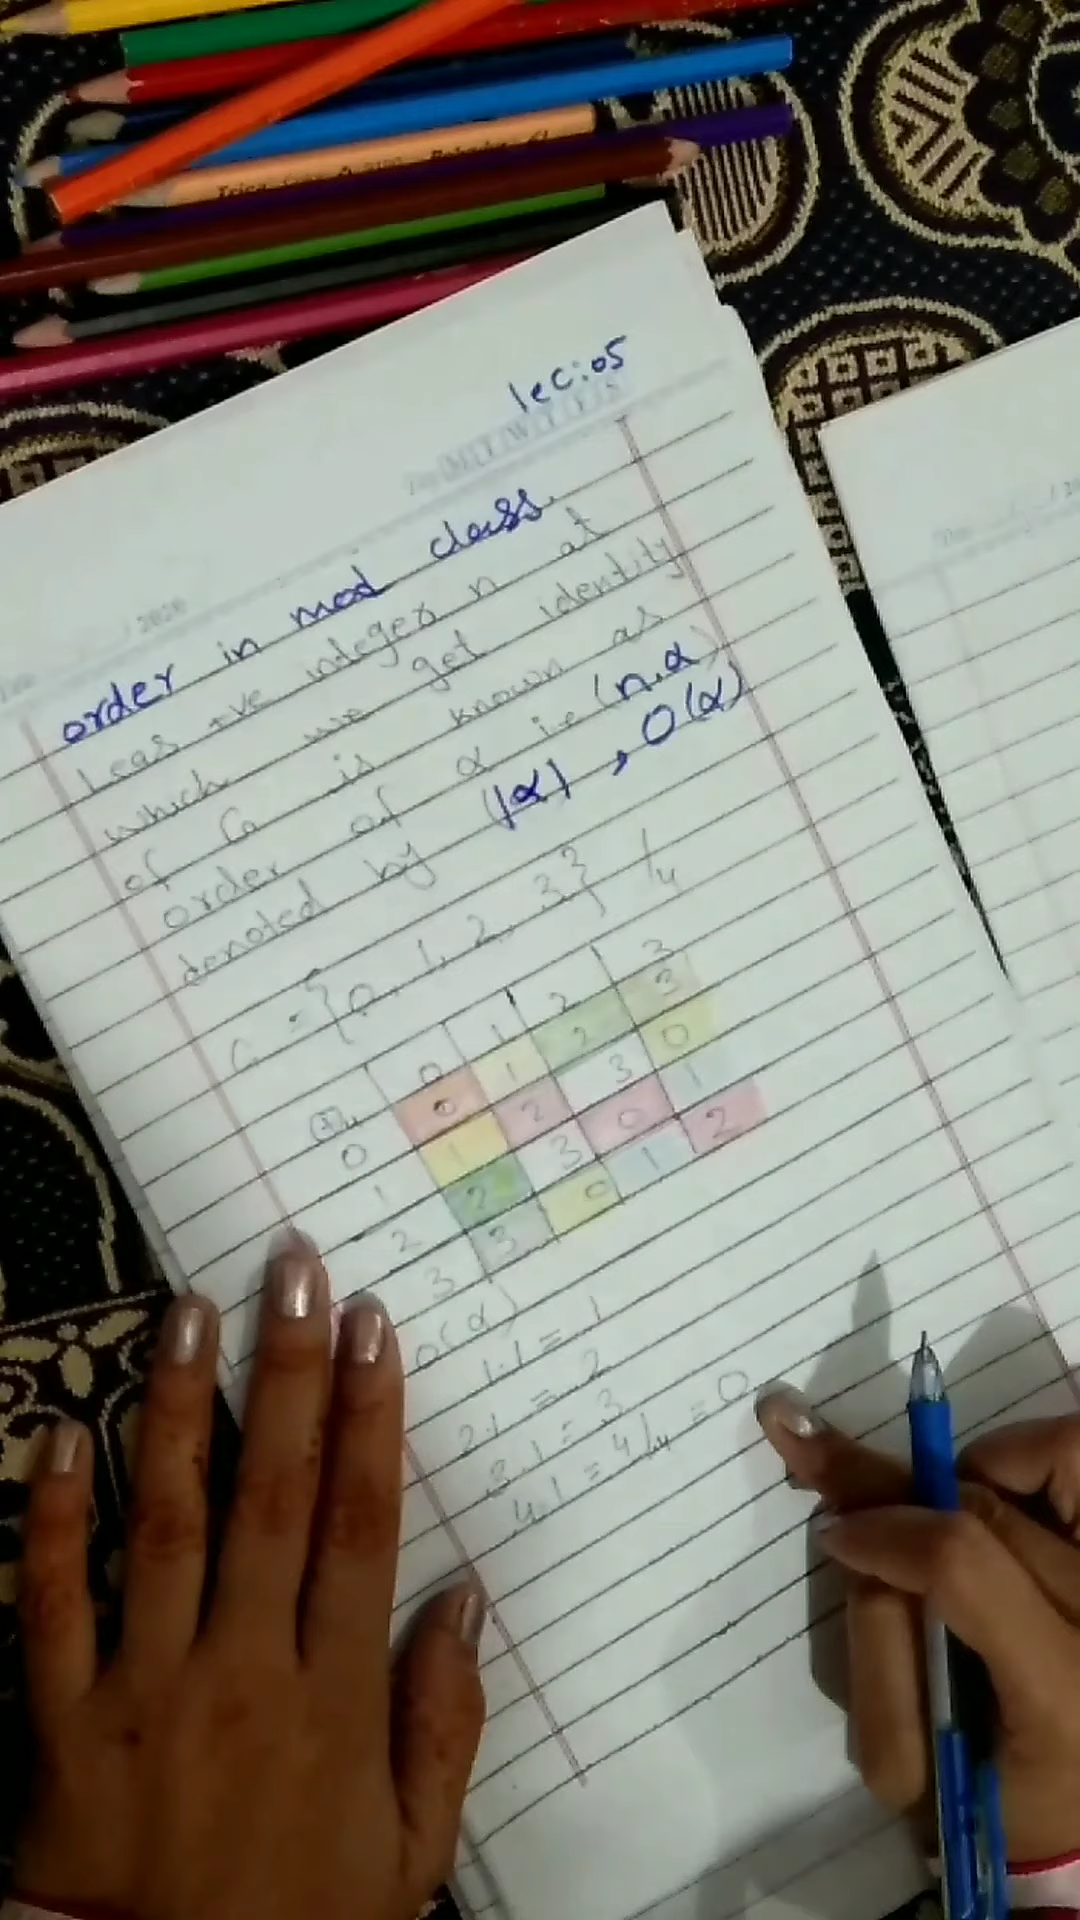 lec:05
M T W T F S
/ 2020
order in mod class.
leas +ve integer n at
which we get identity
of G is known as
order of α i.e (n.α)
denoted by (|α|) , O(α)
G = {0, 1, 2, 3} /4
⊕4 0 1 2 3
0 0 1 2 3
1 1 2 3 0
2 2 3 0 1
3 3 0 1 2
o(α)
1.1 = 1
2.1 = 2
3.1 = 3
4.1 = 4/4 = 0